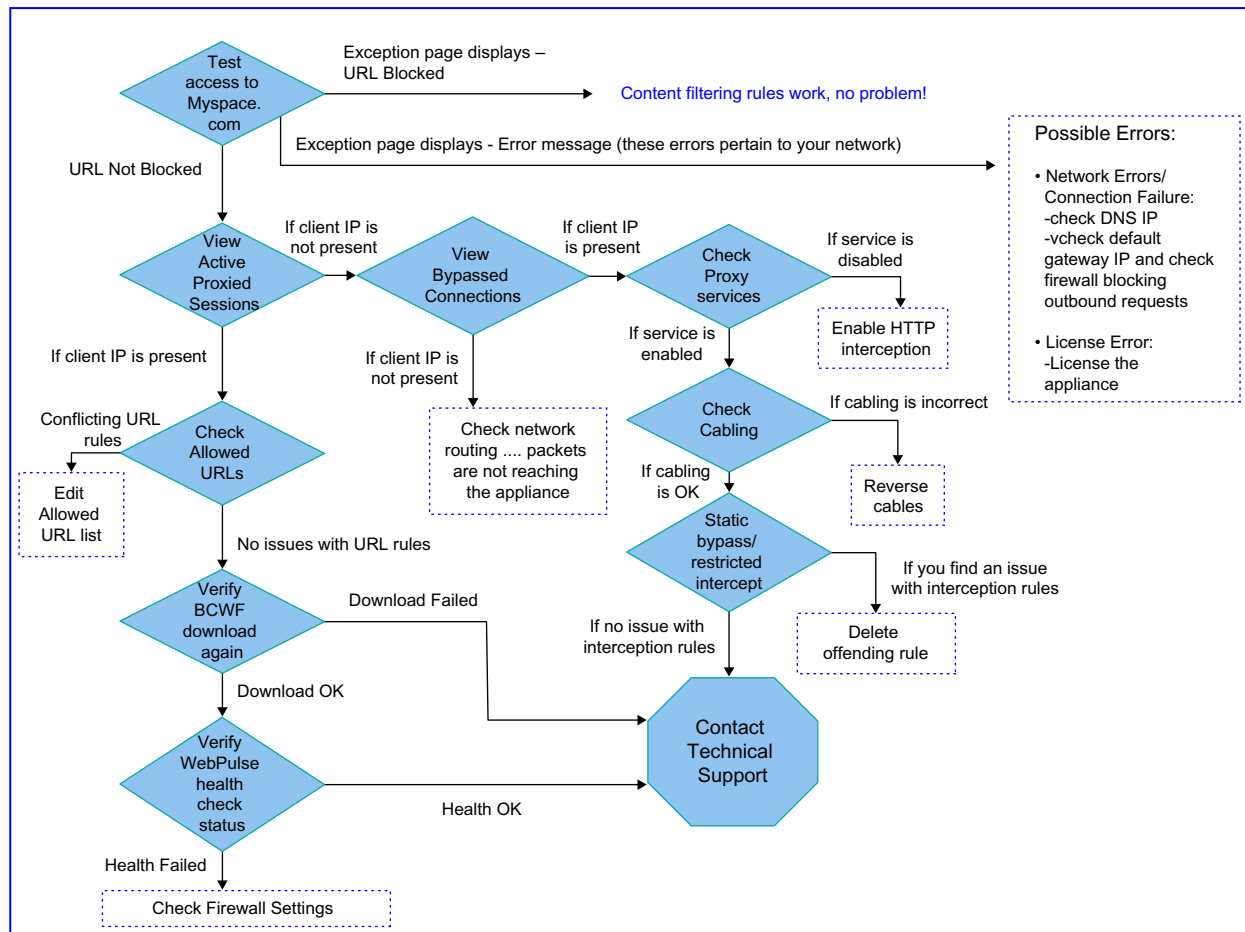 Test
access to
Myspace.
com
Exception page displays –
URL Blocked
Content filtering rules work, no problem!
Exception page displays - Error message (these errors pertain to your network)
Possible Errors:
• Network Errors/
Connection Failure:
-check DNS IP
-vcheck default
gateway IP and check
firewall blocking
outbound requests
• License Error:
-License the
appliance
URL Not Blocked
View
Active
Proxied
Sessions
If client IP is
not present
View
Bypassed
Connections
If client IP
is present
Check
Proxy
services
If service is
disabled
Enable HTTP
interception
If client IP is present
If client IP is
not present
If service is
enabled
Conflicting URL
rules
Check
Allowed
URLs
Edit
Allowed
URL list
Check network
routing .... packets
are not reaching
the appliance
Check
Cabling
If cabling is incorrect
Reverse
cables
If cabling
is OK
No issues with URL rules
Static
bypass/
restricted
intercept
If you find an issue
with interception rules
Delete
offending rule
Verify
BCWF
download
again
Download Failed
If no issue with
interception rules
Download OK
Contact
Technical
Support
Verify
WebPulse
health
check
status
Health OK
Health Failed
Check Firewall Settings